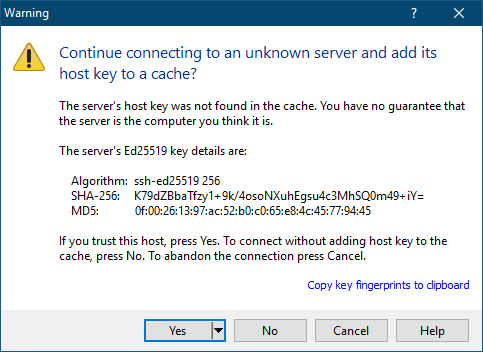 Warning
?
Continue connecting to an unknown server and add its
host key to a cache?
The server's host key was not found in the cache. You have no guarantee that
the server is the computer you think it is.
The server's Ed25519 key details are:
Algorithm: ssh-ed25519 256
SHA-256: K79dZBbaTfzy1+9k/4osoNXuhEgsu4c3MhSQ0m49+iY=
MD5: 0f:00:26:13:97:ac:52:b0:c0:65:e8:4c:45:77:94:45
If you trust this host, press Yes. To connect without adding host key to the
cache, press No. To abandon the connection press Cancel.
Copy key fingerprints to clipboard
Yes No Cancel Help